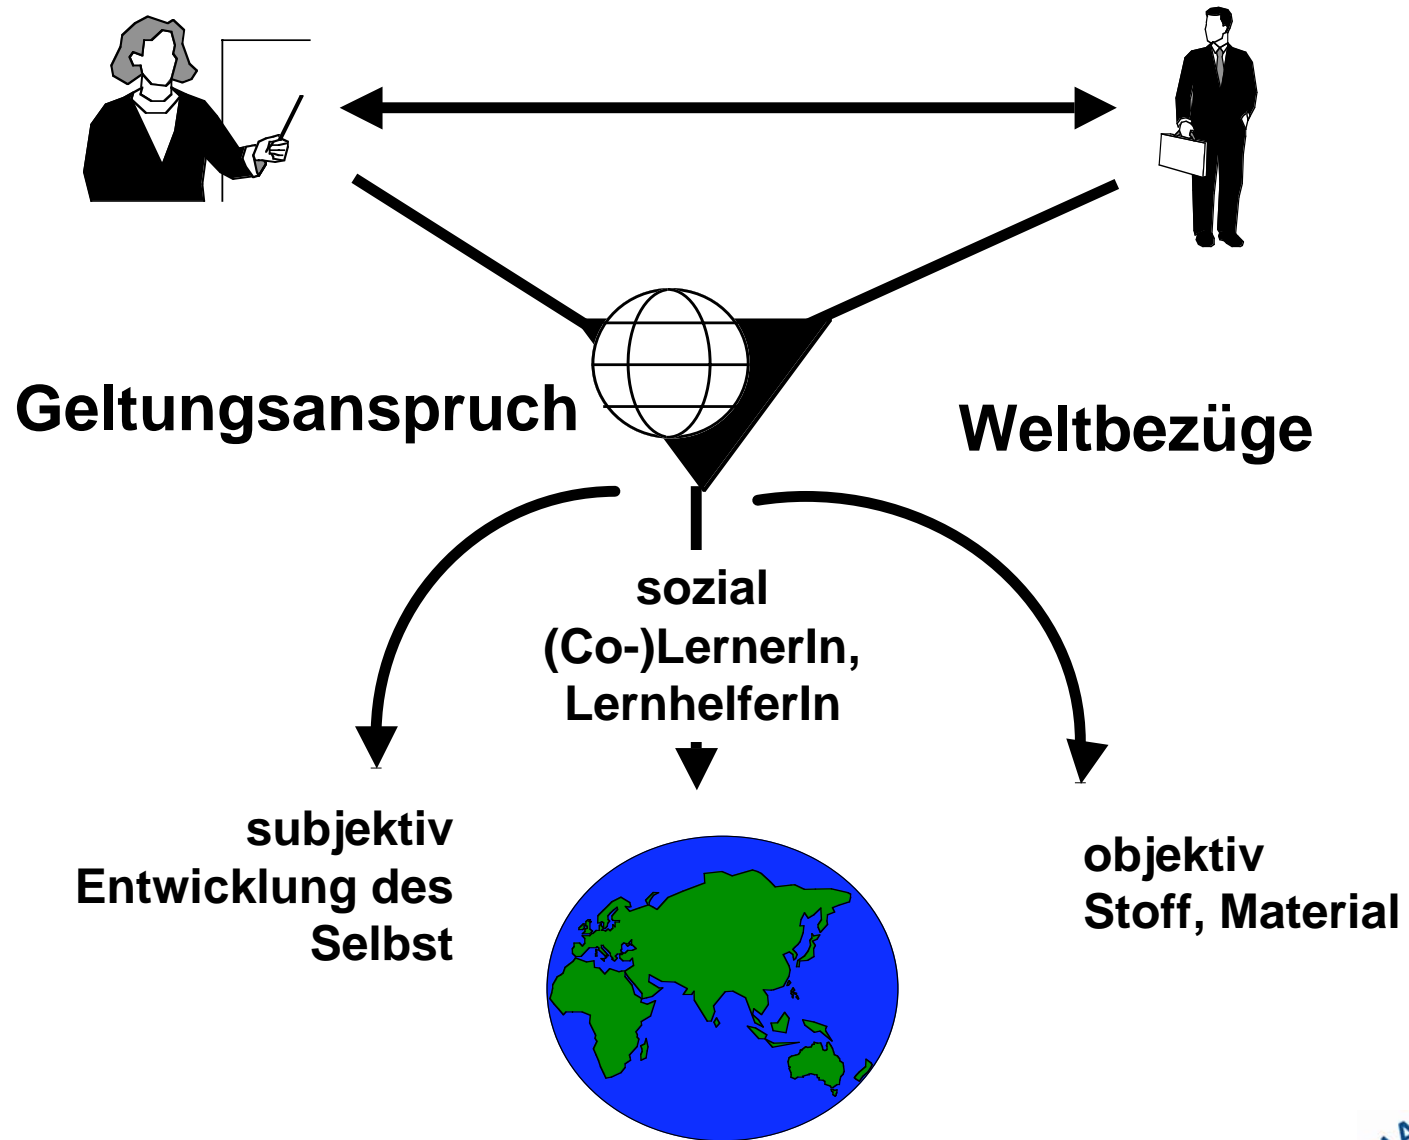 Geltungsanspruch
Weltbezüge
sozial
(Co-)LernerIn,
LernhelferIn
subjektiv
Entwicklung des
Selbst
objektiv
Stoff, Material